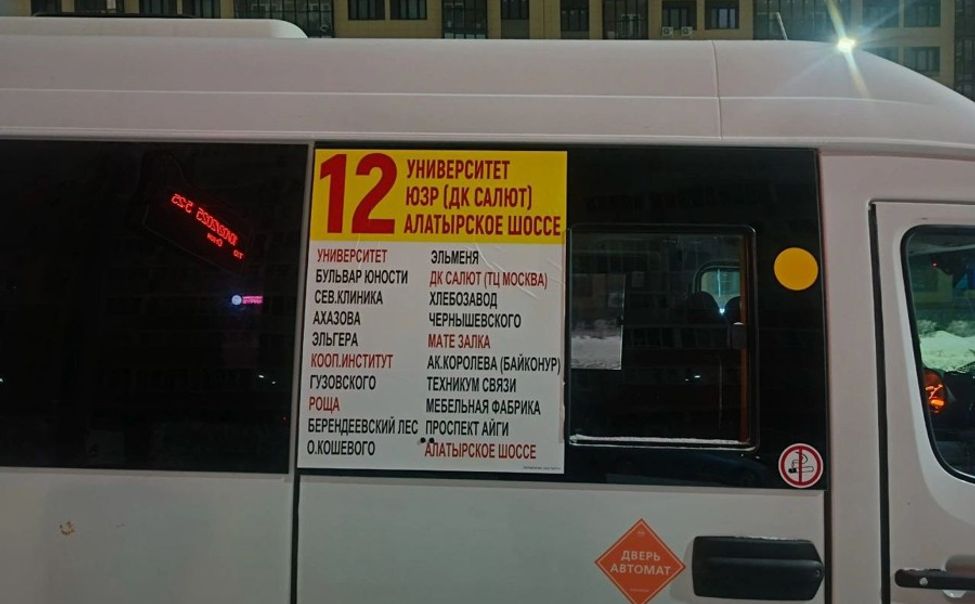 12
УНИВЕРСИТЕТ
ЮЗР (ДК САЛЮТ)
АЛАТЫРСКОЕ ШОССЕ
УНИВЕРСИТЕТ
БУЛЬВАР ЮНОСТИ
СЕВ.КЛИНИКА
АХАЗОВА
ЭЛЬГЕРА
КООП.ИНСТИТУТ
ГУЗОВСКОГО
РОЩА
БЕРЕНДЕЕВСКИЙ ЛЕС
О.КОШЕВОГО
ЭЛЬМЕНЯ
ДК САЛЮТ (ТЦ МОСКВА)
ХЛЕБОЗАВОД
ЧЕРНЫШЕВСКОГО
МАТЕ ЗАЛКА
АК.КОРОЛЕВА (БАЙКОНУР)
ТЕХНИКУМ СВЯЗИ
МЕБЕЛЬНАЯ ФАБРИКА
ПРОСПЕКТ АЙГИ
АЛАТЫРСКОЕ ШОССЕ
ДВЕРЬ
АВТОМАТ